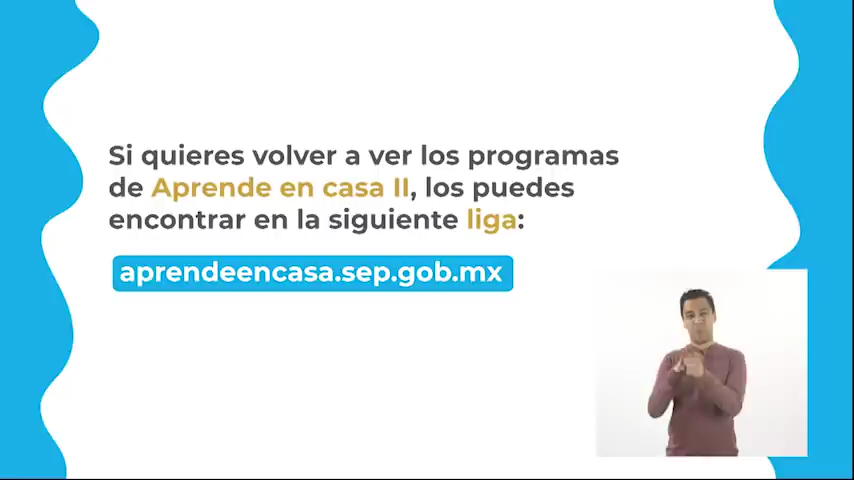 Si quieres volver a ver los programas
de Aprende en casa II, los puedes
encontrar en la siguiente liga:
aprendeencasa.sep.gob.mx